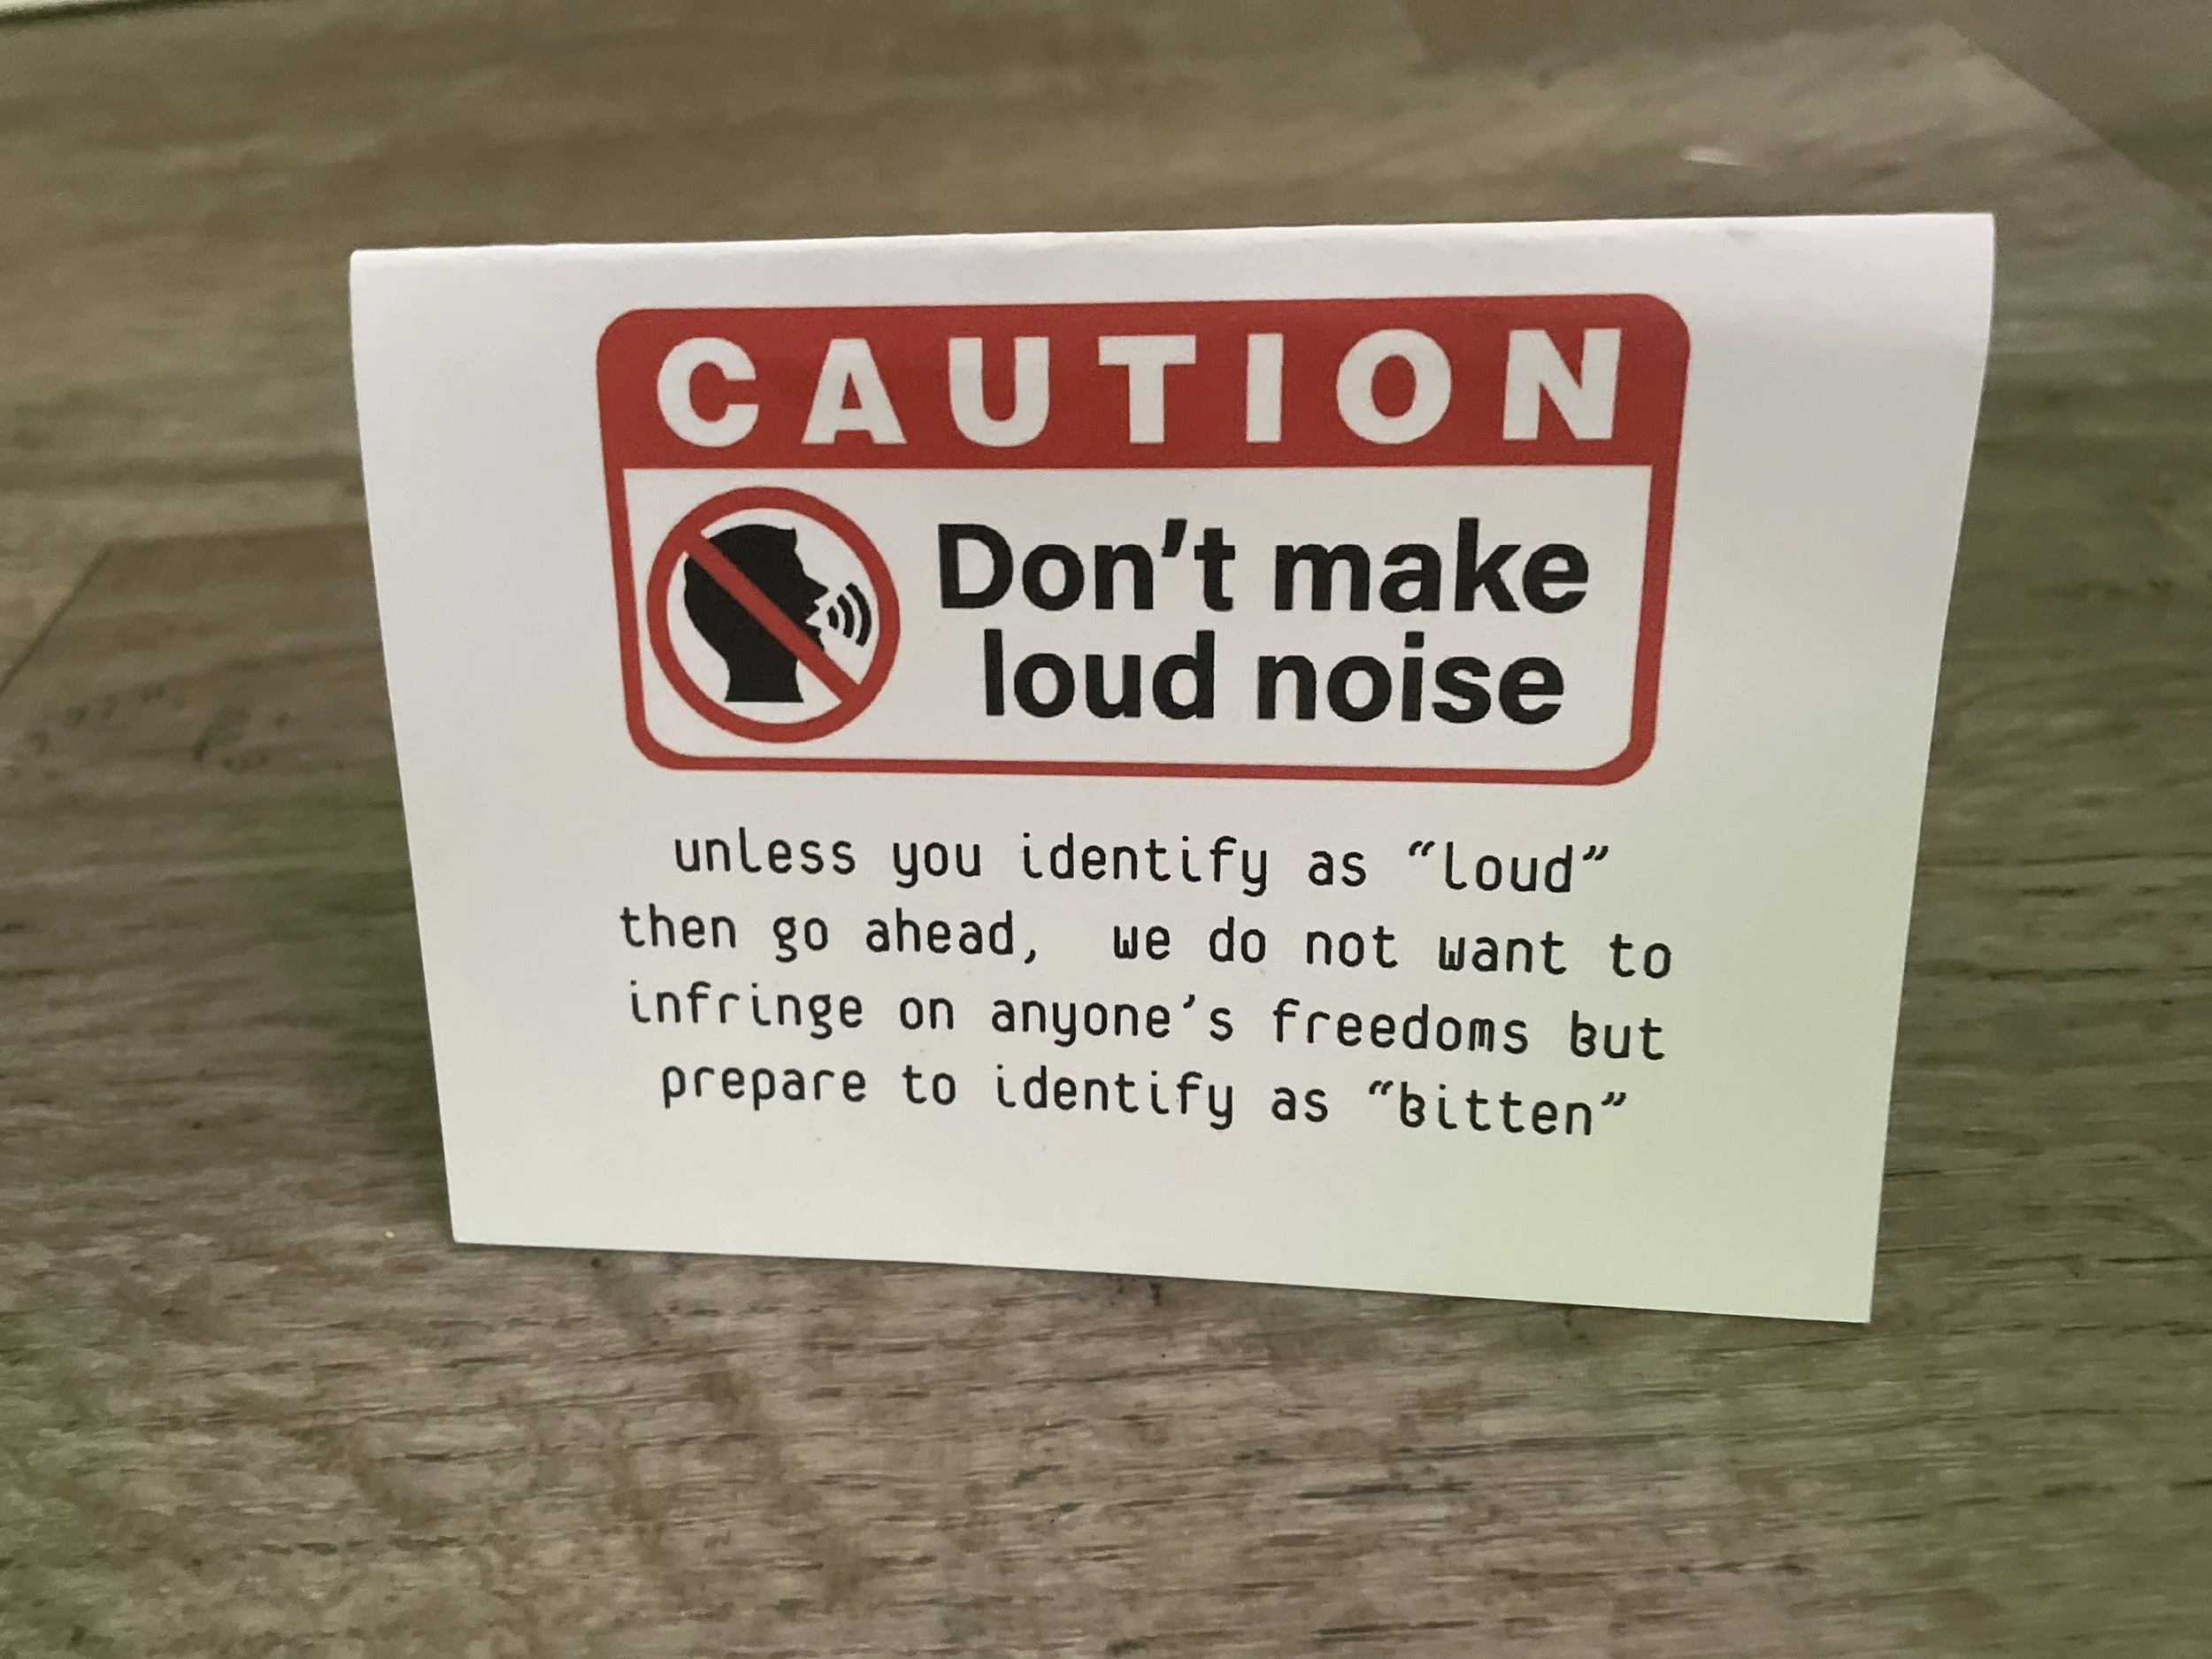 CAUTION
Don't make
loud noise
unless you identify as “loud”
then go ahead, we do not want to
infringe on anyone's freedoms but
prepare to identify as “bitten”